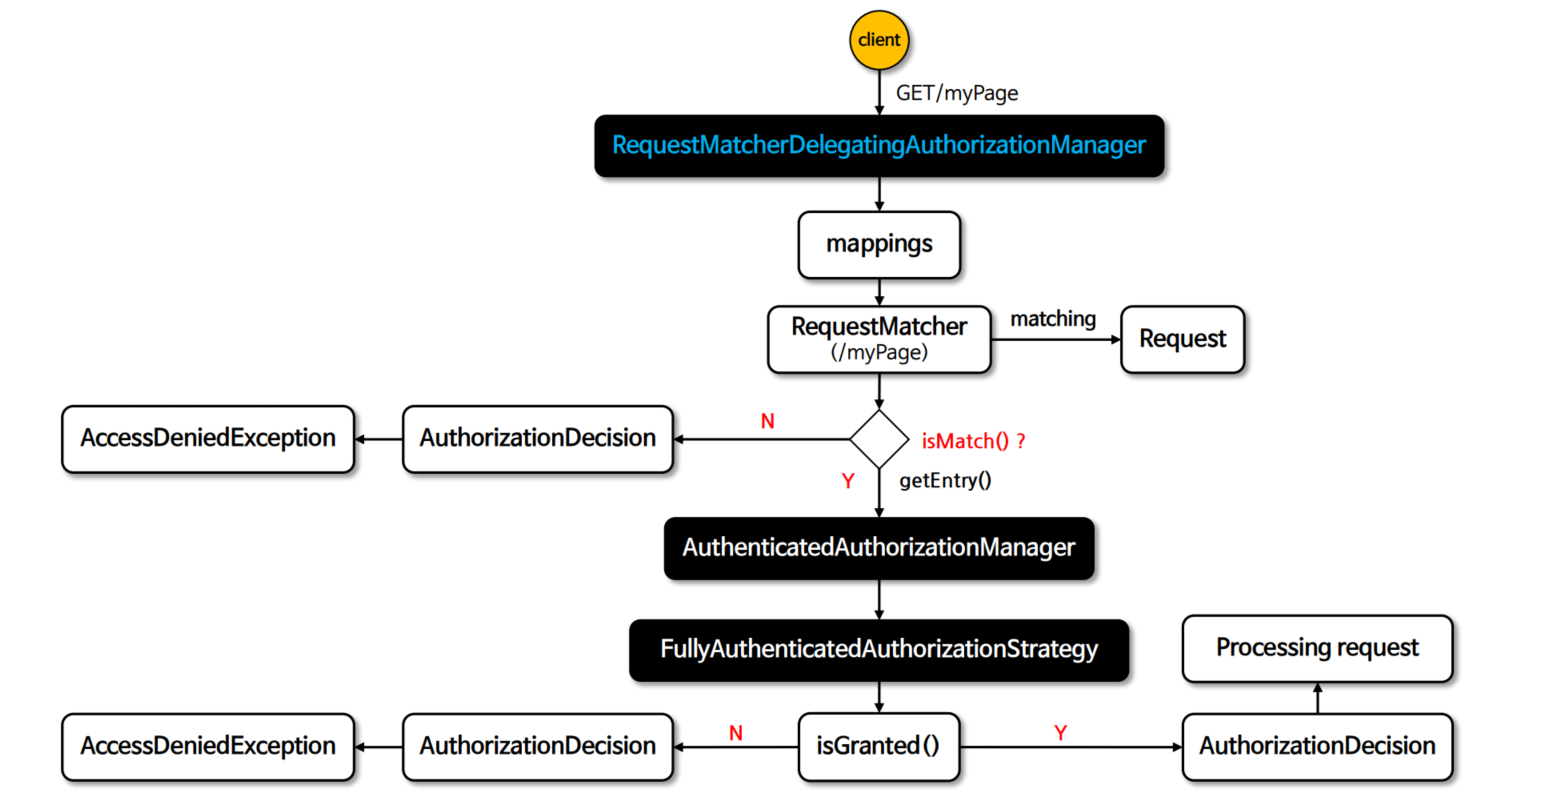 client
GET/myPage
RequestMatcherDelegatingAuthorizationManager
mappings
RequestMatcher
(/myPage)
matching
Request
AccessDeniedException
AuthorizationDecision
N
isMatch() ?
Y
getEntry()
AuthenticatedAuthorizationManager
FullyAuthenticatedAuthorizationStrategy
Processing request
AccessDeniedException
AuthorizationDecision
N
isGranted()
Y
AuthorizationDecision